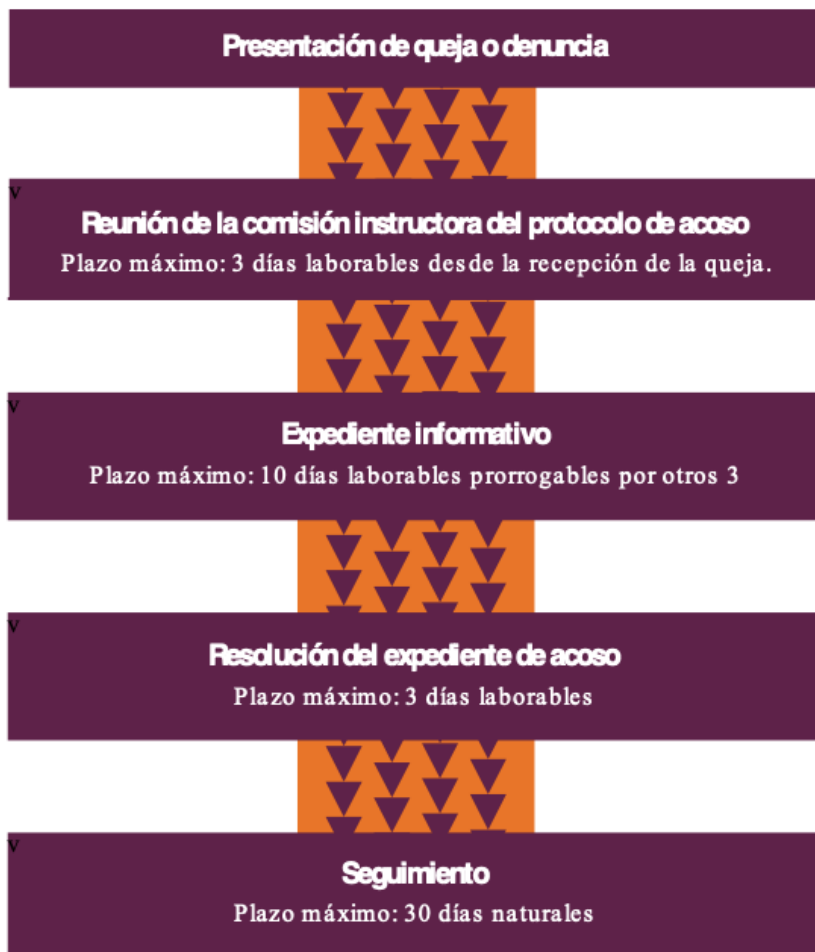 Presentación de queja o denuncia
v
Reunión de la comisión instructora del protocolo de acoso
Plazo máximo: 3 días laborables desde la recepción de la queja.
v
Expediente informativo
Plazo máximo: 10 días laborables prorrogables por otros 3
v
Resolución del expediente de acoso
Plazo máximo: 3 días laborables
v
Seguimiento
Plazo máximo: 30 días naturales